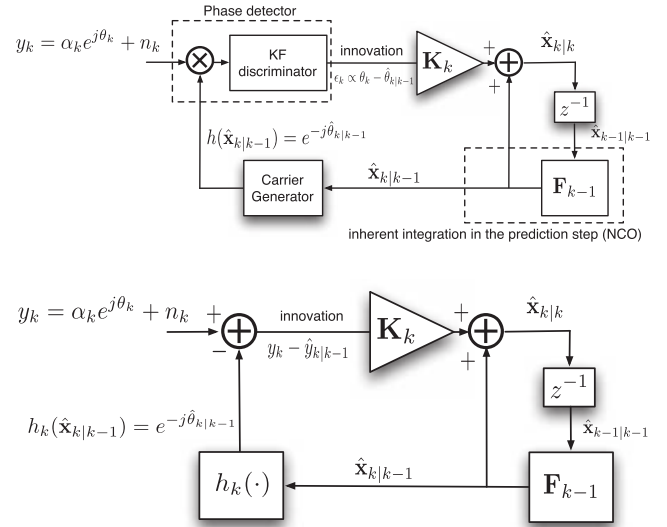 Phase detector
y_k = α_k e^{jθ_k} + n_k
KF
discriminator
innovation
ϵ_k ∝ θ_k − θ̂_{k|k−1}
K_k
+
+
x̂_{k|k}
z^{−1}
x̂_{k−1|k−1}
h(x̂_{k|k−1}) = e^{−jθ̂_{k|k−1}}
Carrier
Generator
x̂_{k|k−1}
F_{k−1}
inherent integration in the prediction step (NCO)
y_k = α_k e^{jθ_k} + n_k
+
−
innovation
y_k − ŷ_{k|k−1}
K_k
+
+
x̂_{k|k}
z^{−1}
x̂_{k−1|k−1}
h_k(x̂_{k|k−1}) = e^{−jθ̂_{k|k−1}}
h_k(·)
x̂_{k|k−1}
F_{k−1}